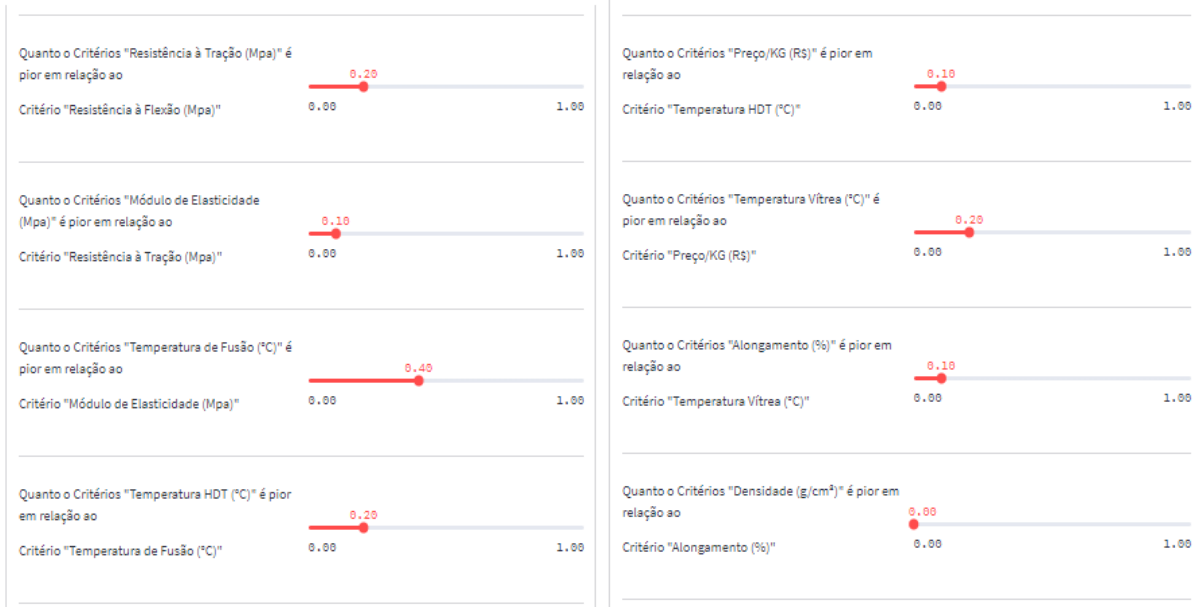 Quanto o Critérios "Resistência à Tração (Mpa)" é
pior em relação ao
0.20
Critério "Resistência à Flexão (Mpa)"
0.00
1.00
Quanto o Critérios "Módulo de Elasticidade
(Mpa)" é pior em relação ao
0.10
Critério "Resistência à Tração (Mpa)"
0.00
1.00
Quanto o Critérios "Temperatura de Fusão (°C)" é
pior em relação ao
0.40
Critério "Módulo de Elasticidade (Mpa)"
0.00
1.00
Quanto o Critérios "Temperatura HDT (°C)" é pior
em relação ao
0.20
Critério "Temperatura de Fusão (°C)"
0.00
1.00
Quanto o Critérios "Preço/KG (R$)" é pior em
relação ao
0.10
Critério "Temperatura HDT (°C)"
0.00
1.00
Quanto o Critérios "Temperatura Vítrea (°C)" é
pior em relação ao
0.20
Critério "Preço/KG (R$)"
0.00
1.00
Quanto o Critérios "Alongamento (%)" é pior em
relação ao
0.10
Critério "Temperatura Vítrea (°C)"
0.00
1.00
Quanto o Critérios "Densidade (g/cm³)" é pior em
relação ao
0.00
Critério "Alongamento (%)"
0.00
1.00